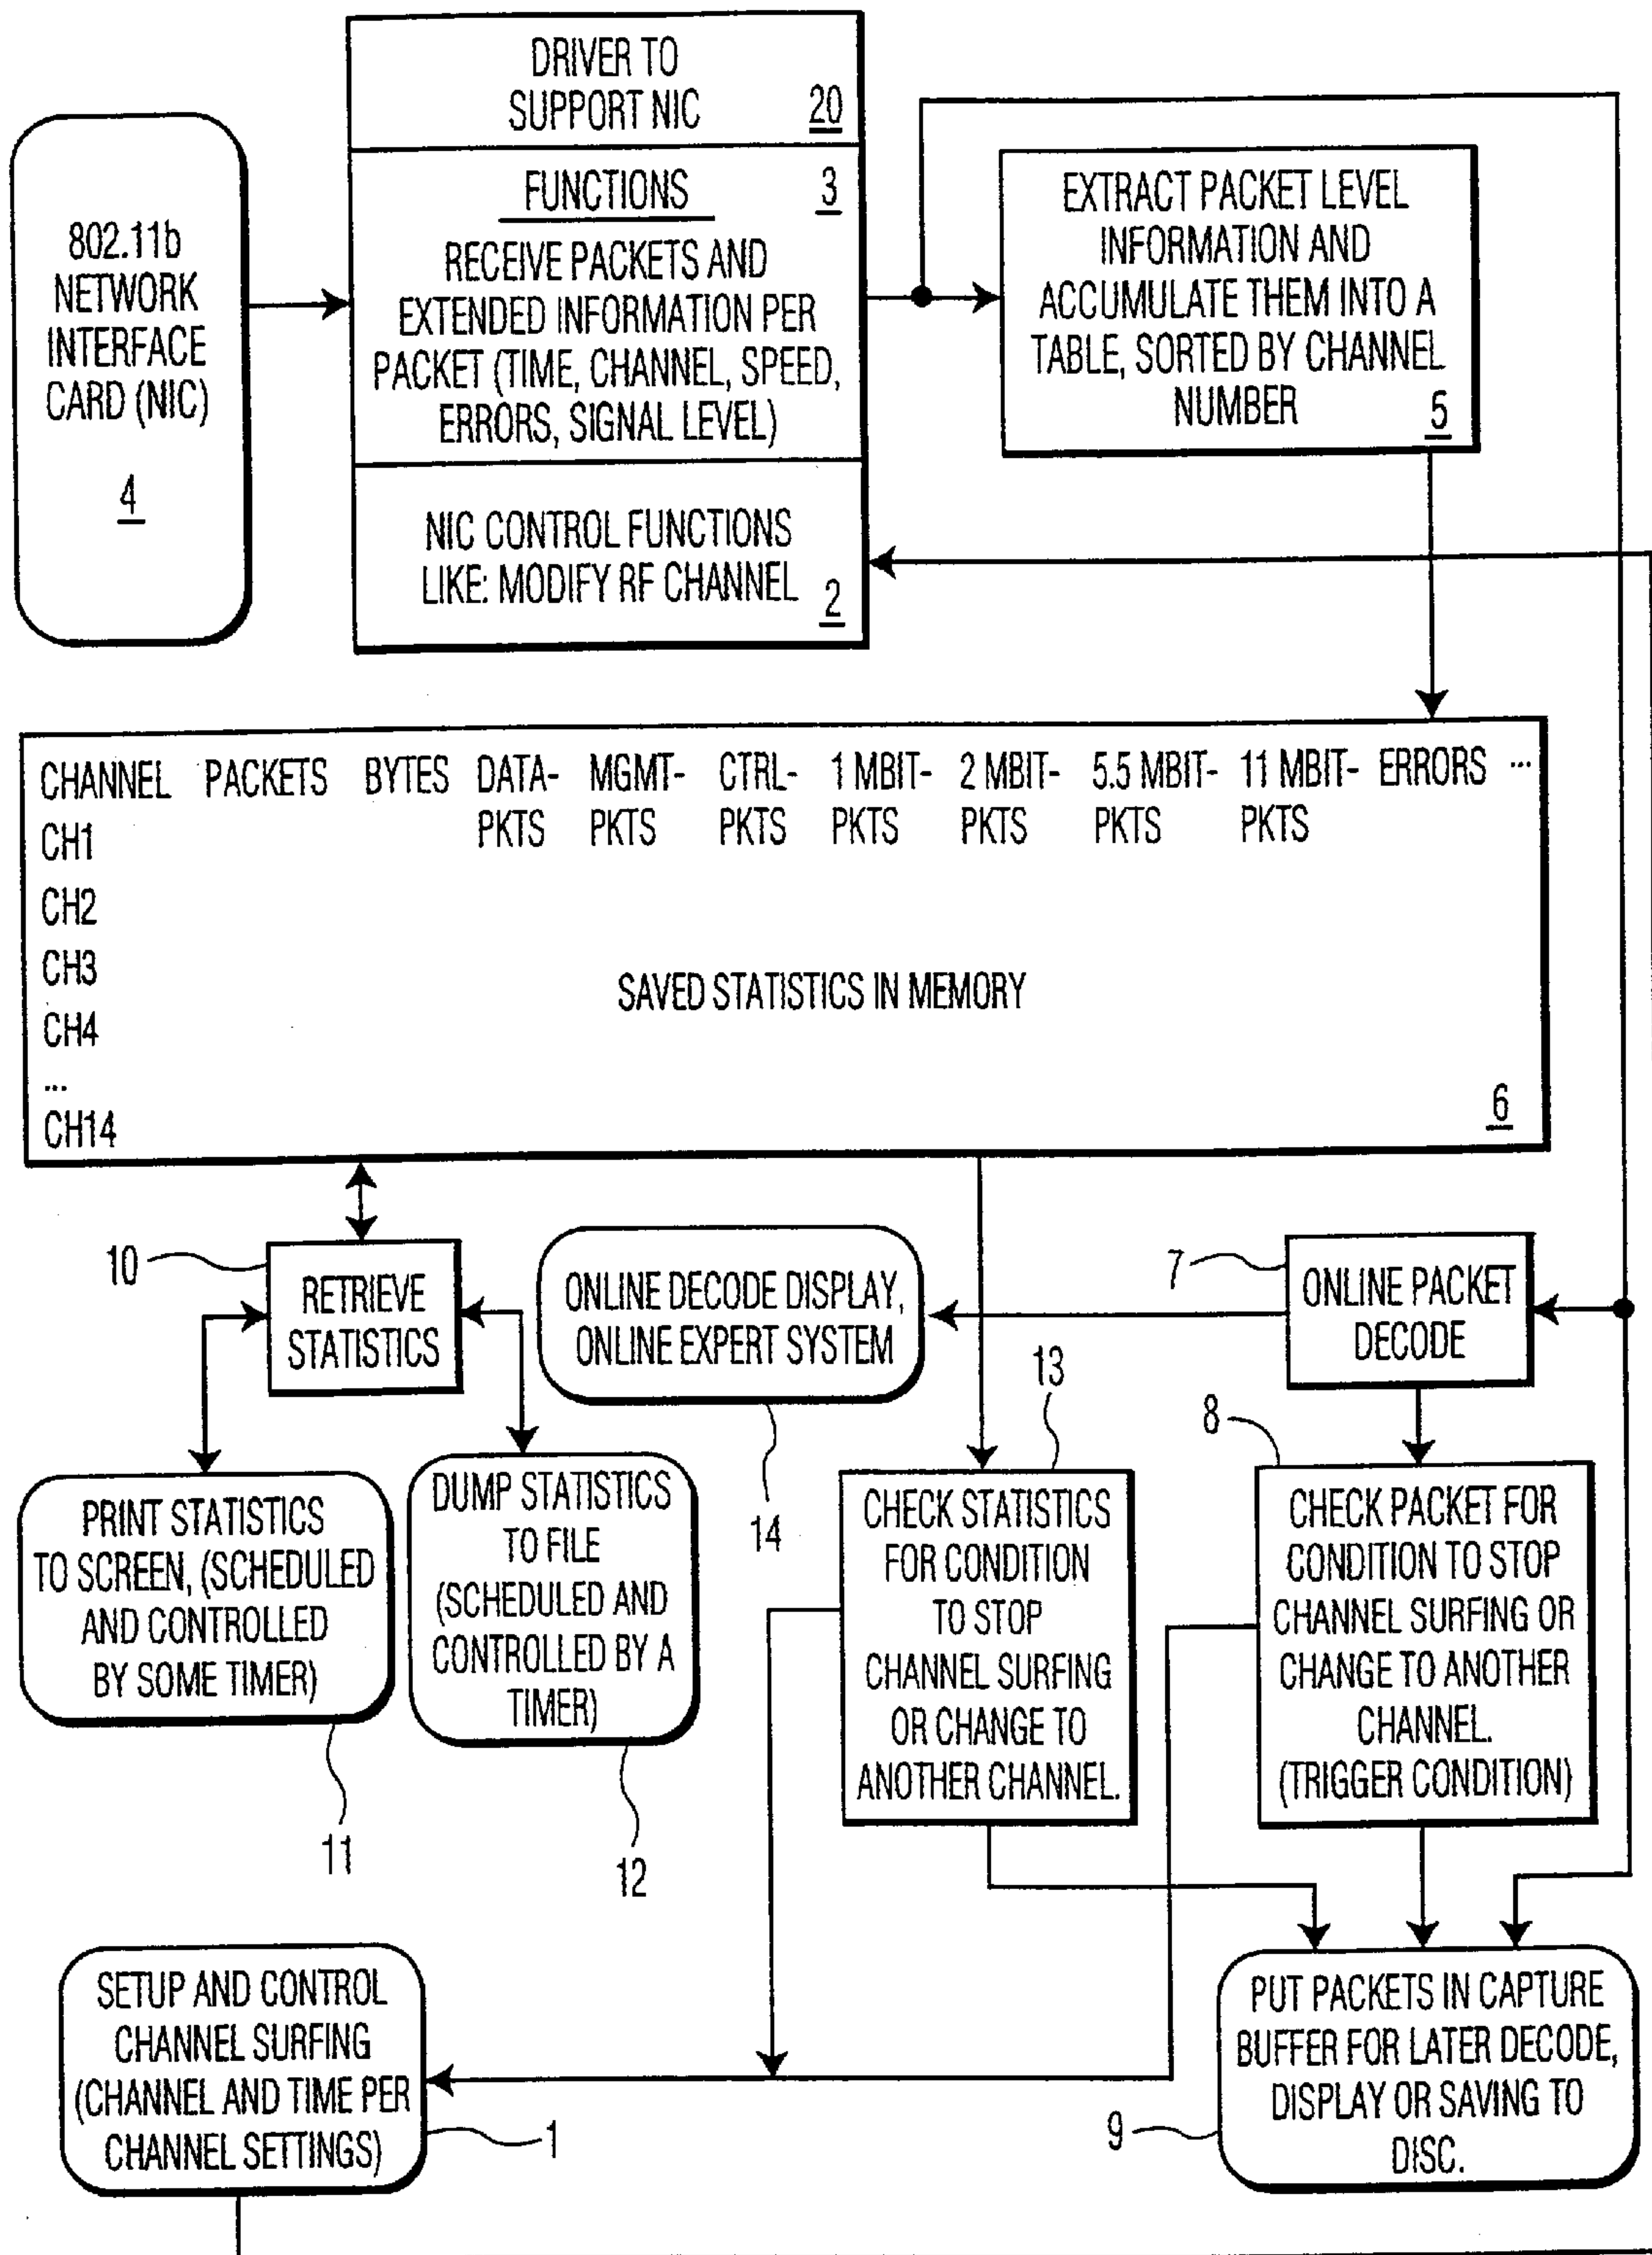 DRIVER TO
SUPPORT NIC
20
FUNCTIONS
3
RECEIVE PACKETS AND
EXTENDED INFORMATION PER
PACKET (TIME, CHANNEL, SPEED,
ERRORS, SIGNAL LEVEL)
NIC CONTROL FUNCTIONS
LIKE: MODIFY RF CHANNEL
2
802.11b
NETWORK
INTERFACE
CARD (NIC)
4
EXTRACT PACKET LEVEL
INFORMATION AND
ACCUMULATE THEM INTO A
TABLE, SORTED BY CHANNEL
NUMBER
5
CHANNEL PACKETS BYTES DATA- MGMT- CTRL- 1 MBIT- 2 MBIT- 5.5 MBIT- 11 MBIT- ERRORS ...
PKTS PKTS PKTS PKTS PKTS PKTS PKTS
CH1
CH2
CH3
SAVED STATISTICS IN MEMORY
CH4
...
CH14
6
10
RETRIEVE
STATISTICS
ONLINE DECODE DISPLAY,
ONLINE EXPERT SYSTEM
14
7
ONLINE PACKET
DECODE
PRINT STATISTICS
TO SCREEN, (SCHEDULED
AND CONTROLLED
BY SOME TIMER)
11
DUMP STATISTICS
TO FILE
(SCHEDULED AND
CONTROLLED BY A
TIMER)
12
13
CHECK STATISTICS
FOR CONDITION
TO STOP
CHANNEL SURFING
OR CHANGE TO
ANOTHER CHANNEL.
8
CHECK PACKET FOR
CONDITION TO STOP
CHANNEL SURFING OR
CHANGE TO ANOTHER
CHANNEL.
(TRIGGER CONDITION)
SETUP AND CONTROL
CHANNEL SURFING
(CHANNEL AND TIME PER
CHANNEL SETTINGS)
1
PUT PACKETS IN CAPTURE
BUFFER FOR LATER DECODE,
DISPLAY OR SAVING TO
DISC.
9